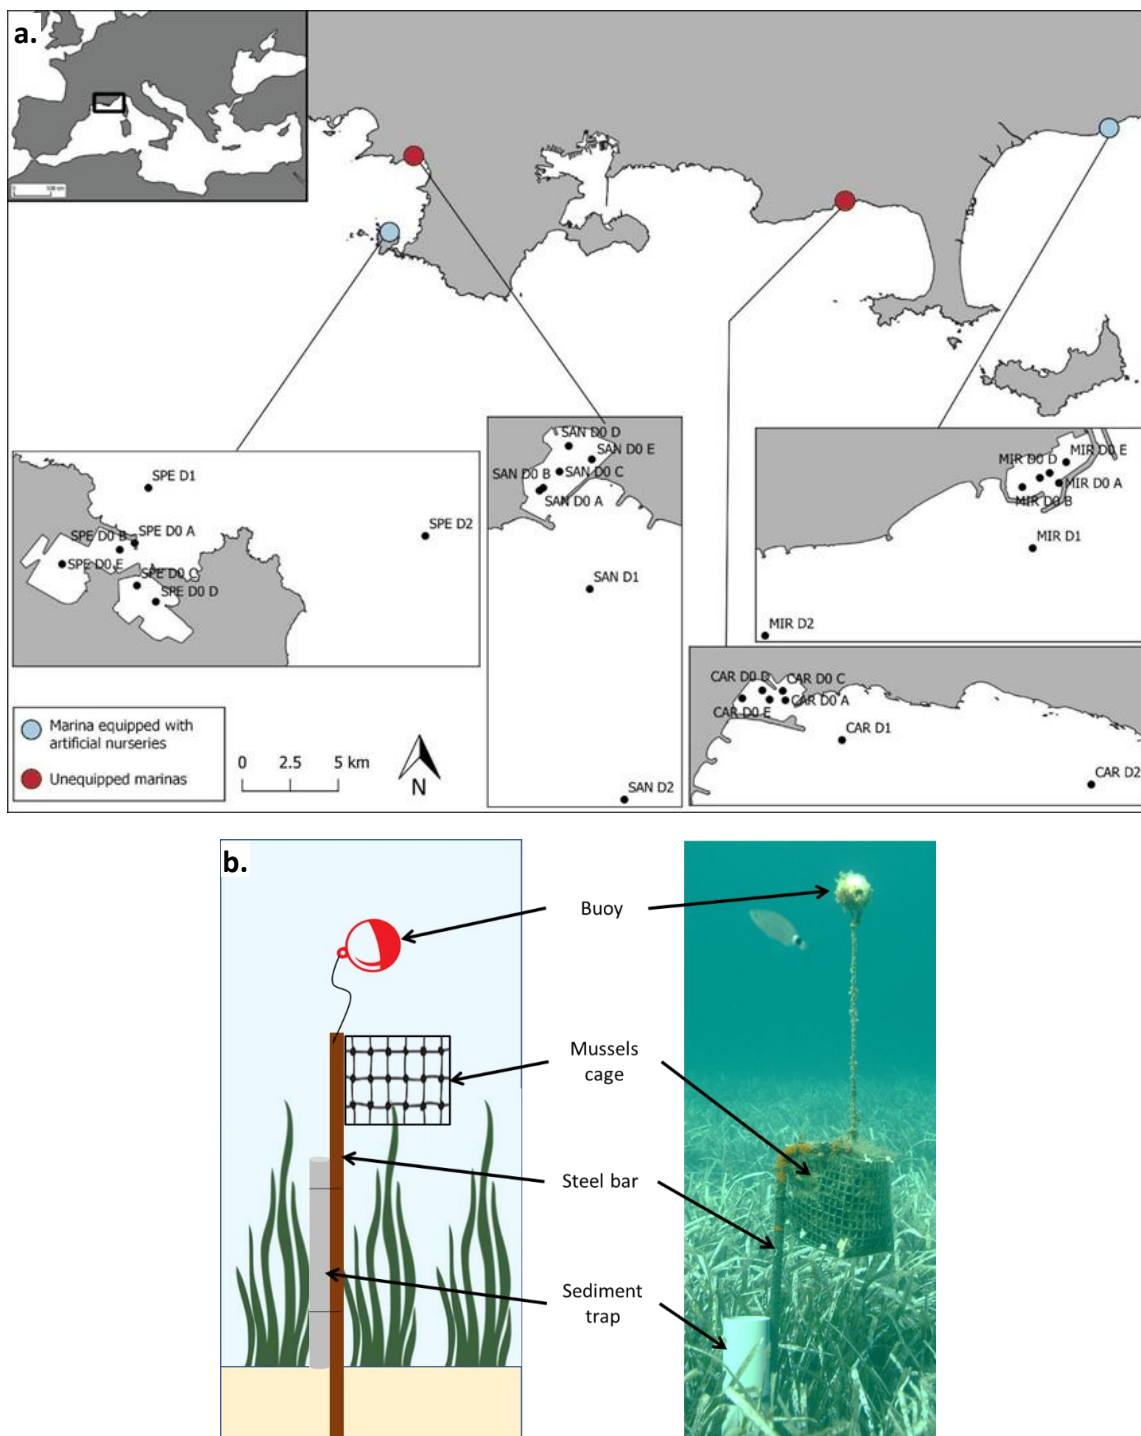 a.
0 100 km
SPE D1
SPE D2
SPE D0 A
SPE D0 B
SPE D0 E
SPE D0 C
SPE D0 D
SAN D0 D
SAN D0 E
SAN D0 C
SAN D0 B
SAN D0 A
SAN D1
SAN D2
MIR D0 E
MIR D0 D
MIR D0 A
MIR D0 B
MIR D1
MIR D2
CAR D0 D
CAR D0 C
CAR D0 A
CAR D0 E
CAR D1
CAR D2
Marina equipped with
artificial nurseries
Unequipped marinas
0 2.5 5 km
N
b.
Buoy
Mussels
cage
Steel bar
Sediment
trap